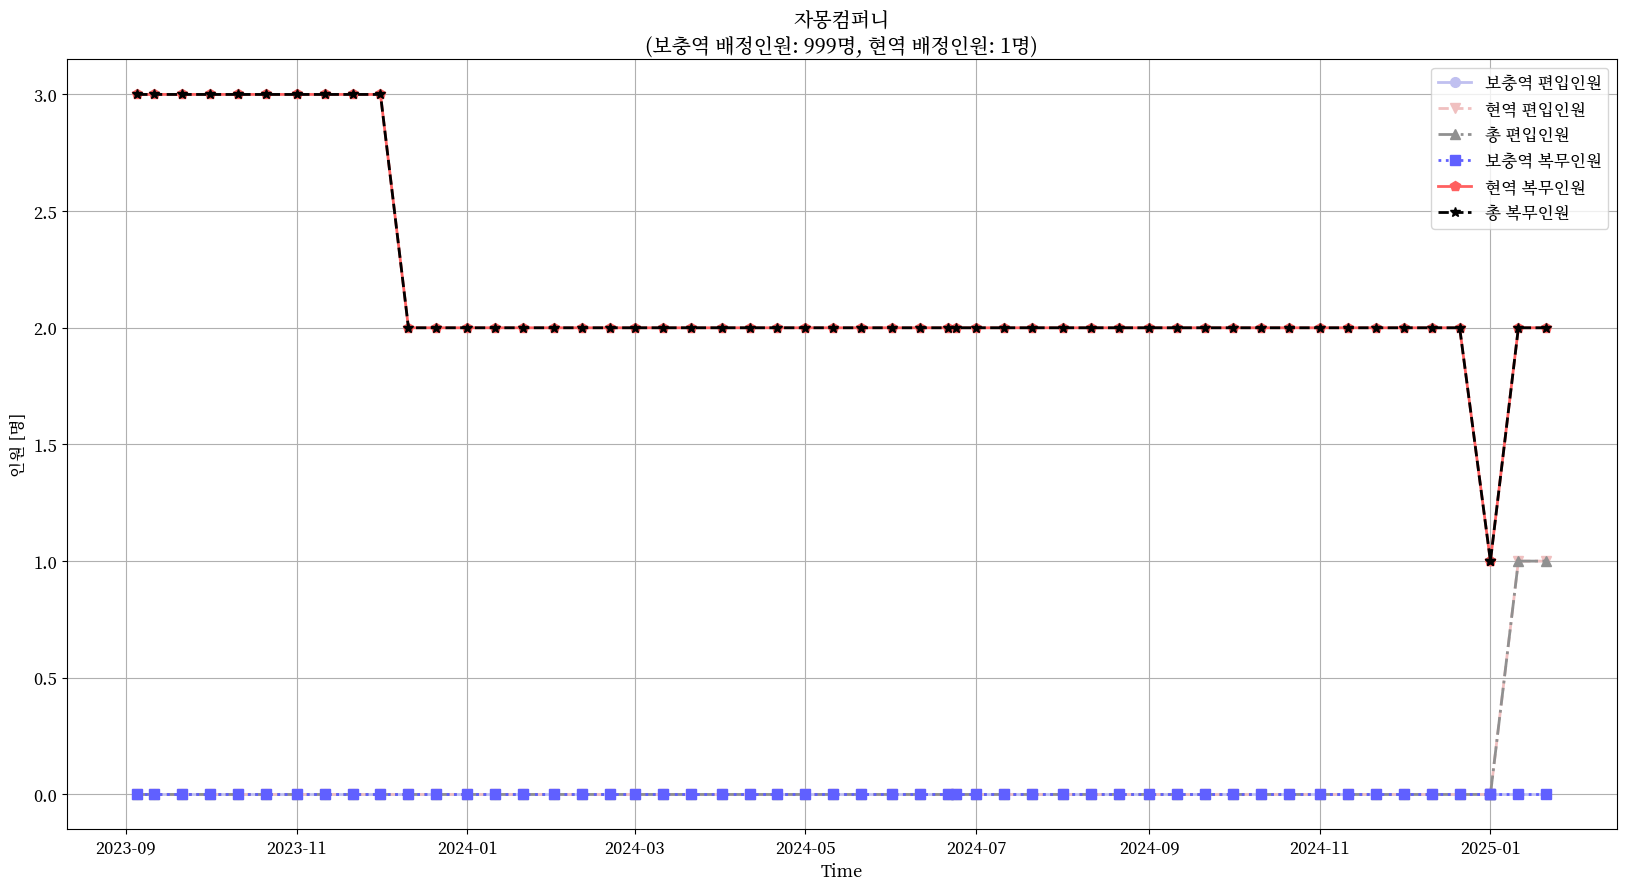 자몽컴퍼니
(보충역 배정인원: 999명, 현역 배정인원: 1명)
보충역 편입인원
현역 편입인원
총 편입인원
보충역 복무인원
현역 복무인원
총 복무인원
인원 [명]
3.0
2.5
2.0
1.5
1.0
0.5
0.0
2023-09
2023-11
2024-01
2024-03
2024-05
2024-07
2024-09
2024-11
2025-01
Time